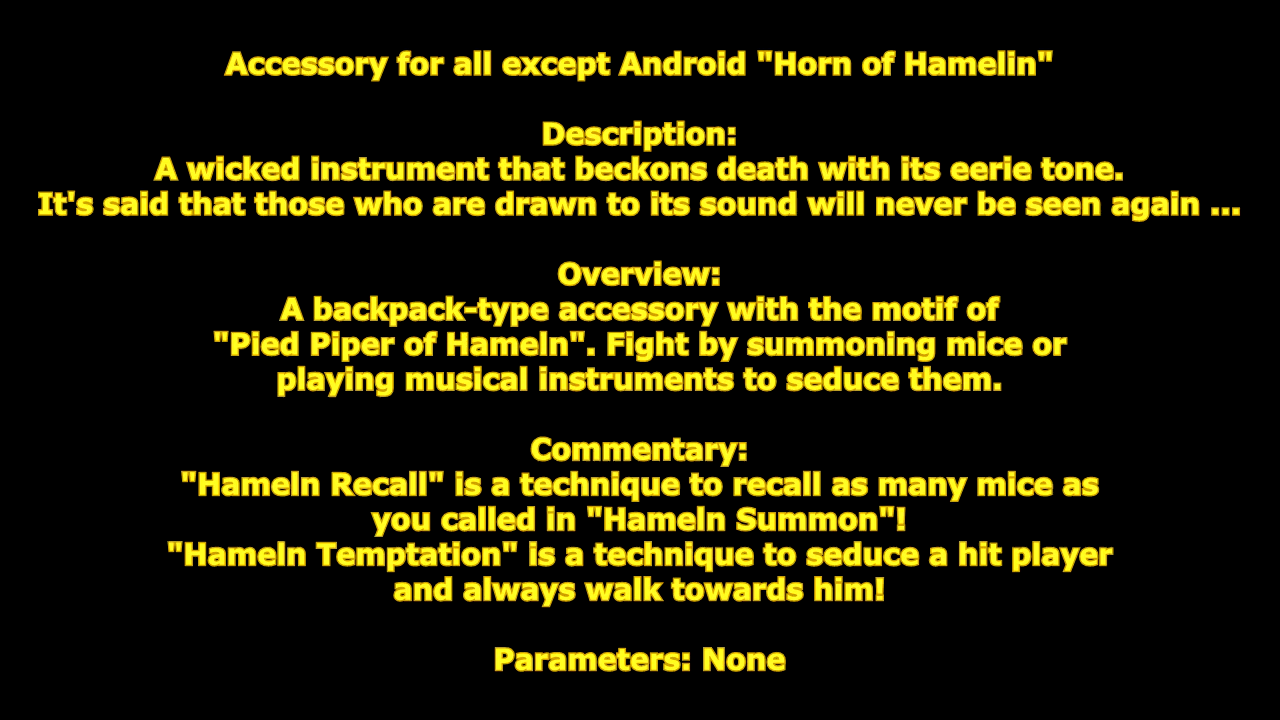 Accessory for all except Android "Horn of Hamelin"
Description:
A wicked instrument that beckons death with its eerie tone.
It's said that those who are drawn to its sound will never be seen again ...
Overview:
A backpack-type accessory with the motif of
"Pied Piper of Hameln". Fight by summoning mice or
playing musical instruments to seduce them.
Commentary:
"Hameln Recall" is a technique to recall as many mice as
you called in "Hameln Summon"!
"Hameln Temptation" is a technique to seduce a hit player
and always walk towards him!
Parameters: None